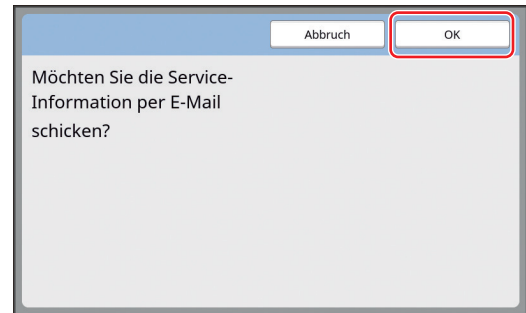 Abbruch OK
Möchten Sie die Service-
Information per E-Mail
schicken?